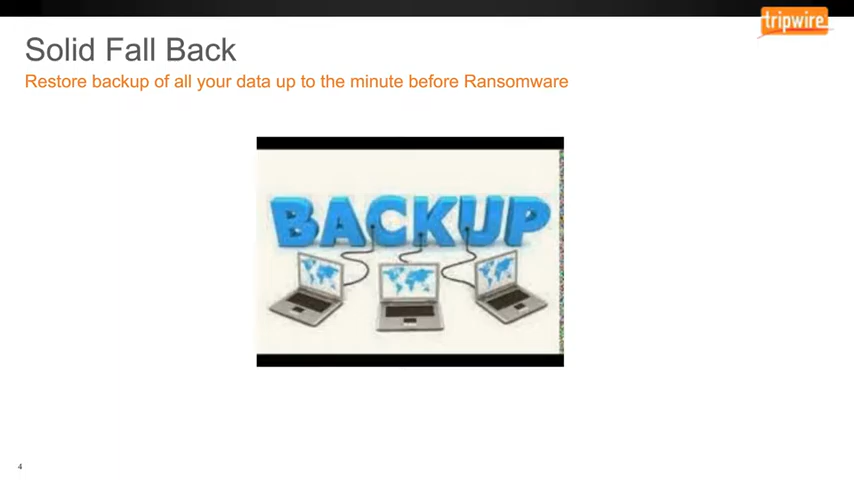 tripwire
Solid Fall Back
Restore backup of all your data up to the minute before Ransomware
BACKUP
4